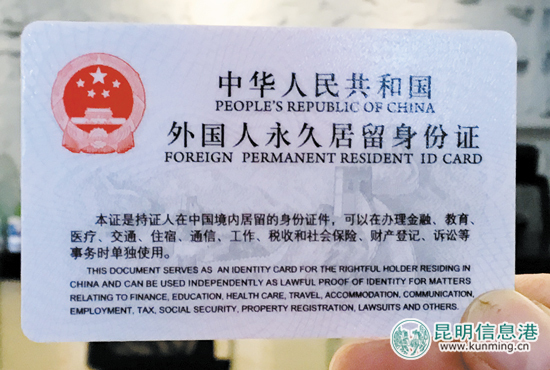 中华人民共和国
PEOPLE'S REPUBLIC OF CHINA
外国人永久居留身份证
FOREIGN PERMANENT RESIDENT ID CARD
本证是持证人在中国境内居留的身份证件，可以在办理金融、教育、
医疗、交通、住宿、通信、工作、税收和社会保险、财产登记、诉讼等
事务时单独使用。
THIS DOCUMENT SERVES AS AN IDENTITY CARD FOR THE RIGHTFUL HOLDER RESIDING IN
CHINA AND CAN BE USED INDEPENDENTLY AS LAWFUL PROOF OF IDENTITY FOR MATTERS
RELATING TO FINANCE, EDUCATION, HEALTH CARE, TRAVEL, ACCOMMODATION, COMMUNICATION,
EMPLOYMENT, TAX, SOCIAL SECURITY, PROPERTY REGISTRATION, LAWSUITS AND OTHERS.
昆明信息港
www.kunming.cn